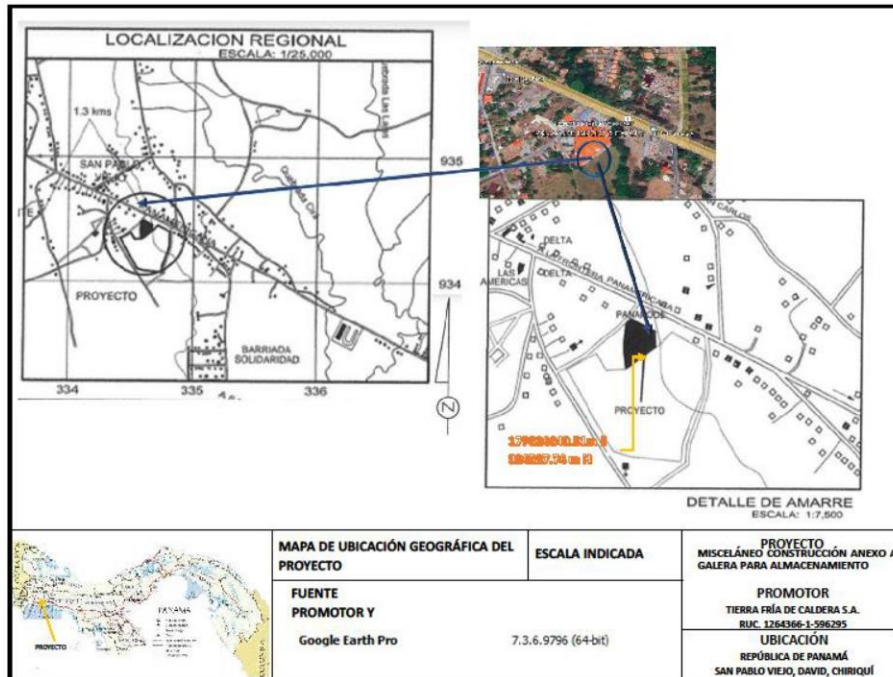 LOCALIZACION REGIONAL
ESCALA: 1/25,000
1.3 kms
SAN PABLO
VIEJO
PROYECTO
BARRIADA
SOLIDARIDAD
935
934
334
335
336
N
DELTA
DELTA
LAS
AMERICAS
FRONTERA PANAMERICANA
PROYECTO
DETALLE DE AMARRE
ESCALA: 1:7,500
PANAMA
PROYECTO
MAPA DE UBICACIÓN GEOGRÁFICA DEL
PROYECTO
ESCALA INDICADA
FUENTE
PROMOTOR Y
Google Earth Pro
7.3.6.9796 (64-bit)
PROYECTO
MISCELÁNEO CONSTRUCCIÓN ANEXO A
GALERA PARA ALMACENAMIENTO
PROMOTOR
TIERRA FRÍA DE CALDERA S.A.
RUC. 1264366-1-596295
UBICACIÓN
REPÚBLICA DE PANAMÁ
SAN PABLO VIEJO, DAVID, CHIRIQUÍ